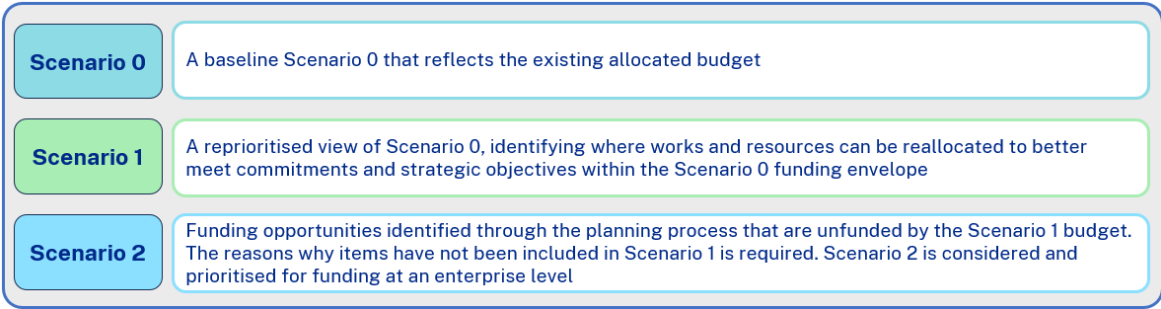 Scenario 0
A baseline Scenario 0 that reflects the existing allocated budget
Scenario 1
A reprioritised view of Scenario 0, identifying where works and resources can be reallocated to better
meet commitments and strategic objectives within the Scenario 0 funding envelope
Scenario 2
Funding opportunities identified through the planning process that are unfunded by the Scenario 1 budget.
The reasons why items have not been included in Scenario 1 is required. Scenario 2 is considered and
prioritised for funding at an enterprise level